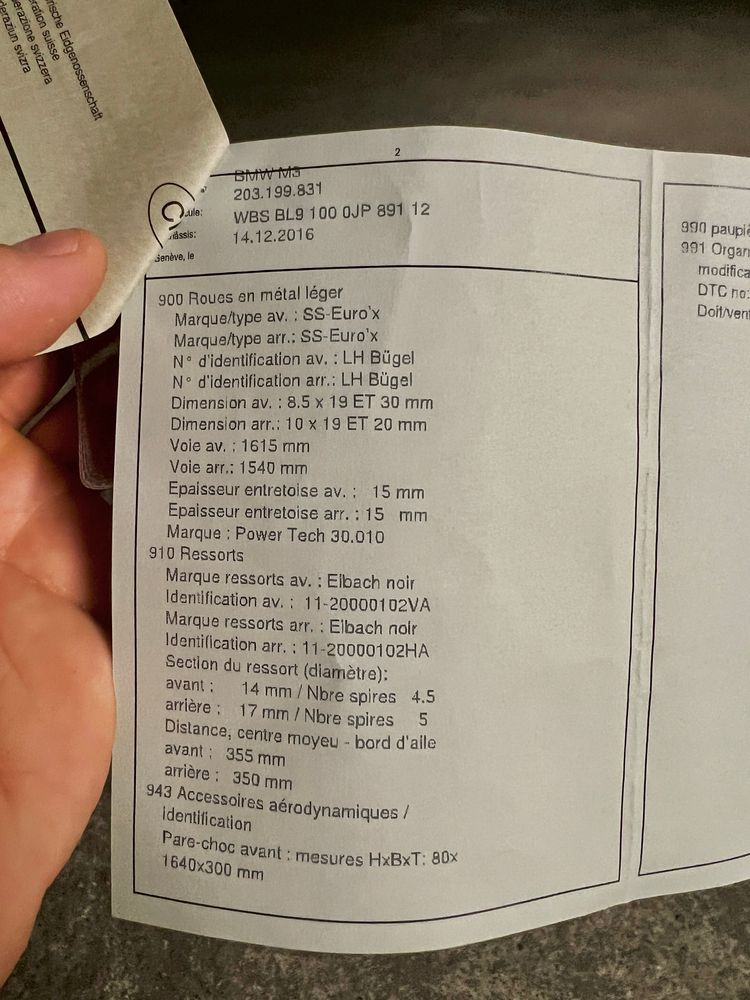 Eidgenossenschaft
suisse
svizzera
svizra
2
BMW M3
203.199.831
WBS BL9 100 0JP 891 12
14.12.2016
Genève, le
900 Roues en métal léger
Marque/type av. : SS-Euro'x
Marque/type arr.: SS-Euro'x
N° d'identification av. : LH Bügel
N° d'identification arr.: LH Bügel
Dimension av. : 8.5 x 19 ET 30 mm
Dimension arr.: 10 x 19 ET 20 mm
Voie av. : 1615 mm
Voie arr.: 1540 mm
Epaisseur entretoise av. : 15 mm
Epaisseur entretoise arr. : 15 mm
Marque : Power Tech 30.010
910 Ressorts
Marque ressorts av. : Eibach noir
Identification av. : 11-20000102VA
Marque ressorts arr. : Eibach noir
Identification arr. : 11-20000102HA
Section du ressort (diamètre):
avant : 14 mm / Nbre spires 4.5
arrière : 17 mm / Nbre spires 5
Distance, centre moyeu - bord d'aile
avant : 355 mm
arrière : 350 mm
943 Accessoires aérodynamiques /
identification
Pare-choc avant : mesures HxBxT: 80x
1640x300 mm
990
991
DTC no: